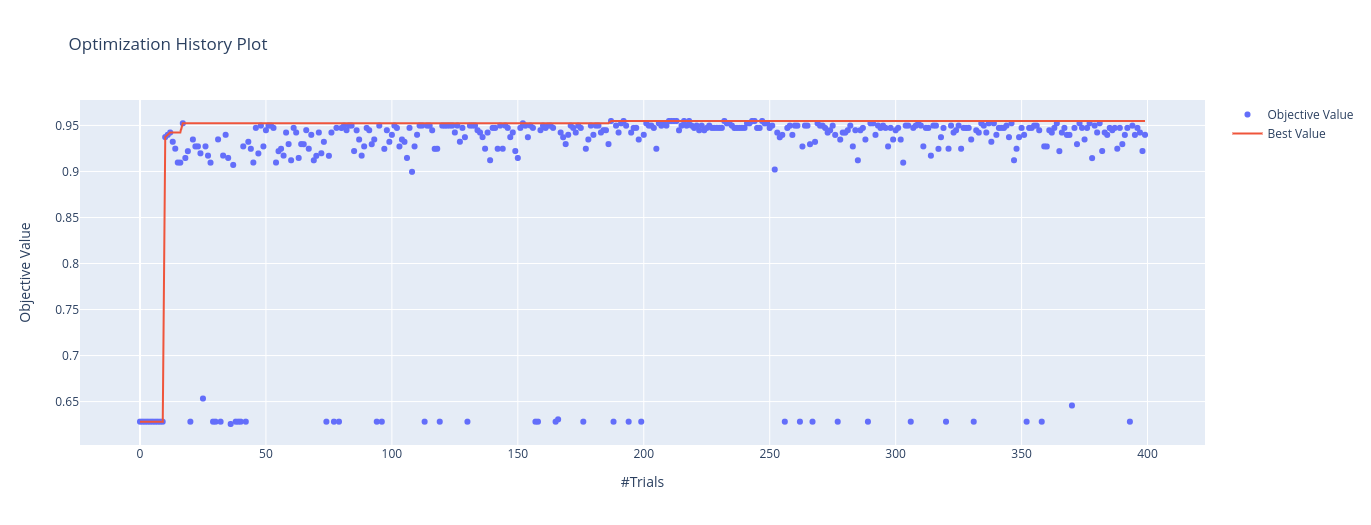 Optimization History Plot
Objective Value
Best Value
0.95
0.9
0.85
0.8
0.75
0.7
0.65
Objective Value
0 50 100 150 200 250 300 350 400
#Trials